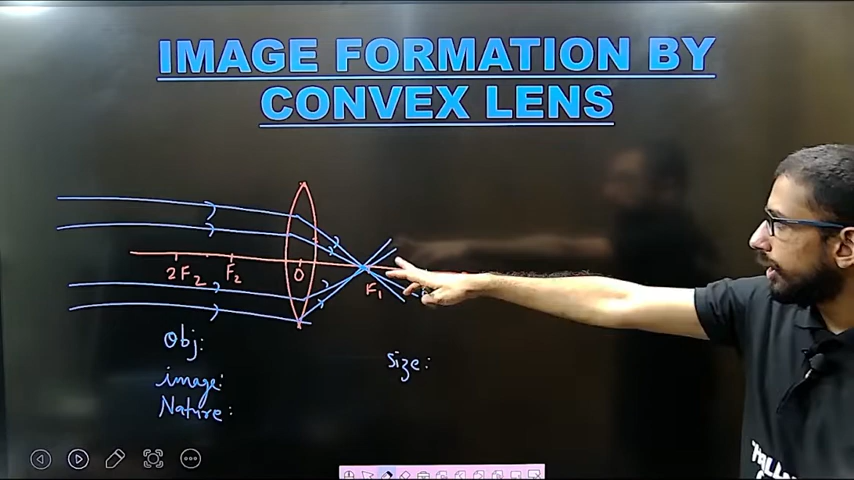 IMAGE FORMATION BY
CONVEX LENS
2F2 F2 O F1
Obj:
image:
Nature:
Size: